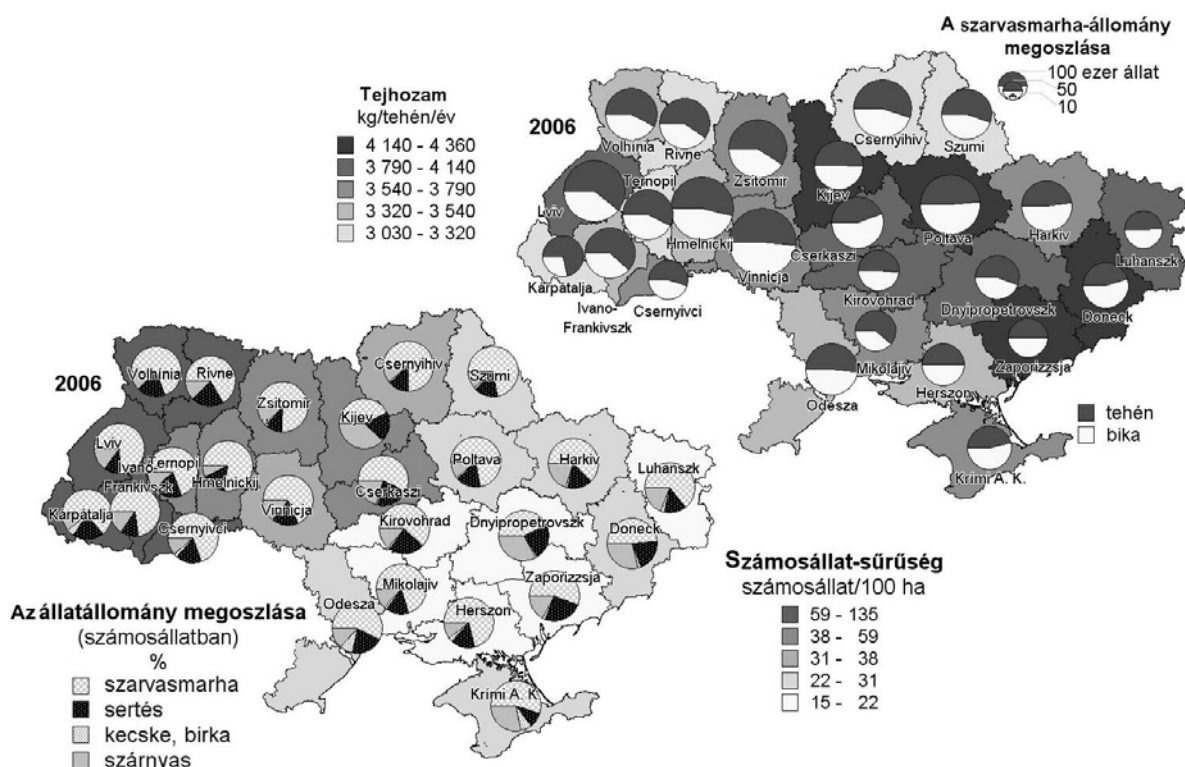 A szarvasmarha-állomány
megoszlása
100 ezer állat
50
10
Tejhozam
kg/tehén/év
4 140 - 4 360
3 790 - 4 140
3 540 - 3 790
3 320 - 3 540
3 030 - 3 320
2006
Volhínia
Rivne
Zsitomir
Csernyihiv
Szumi
Kijev
Lviv
Ternopil
Hmelnickij
Vinnicja
Cserkaszi
Poltava
Harkiv
Luhanszk
Kárpátalja
Ivano-
Frankivszk
Csernyivci
Kirovohrad
Dnyipropetrovszk
Doneck
Mikolajiv
Zaporizzsja
Odesza
Herszon
Krími A. K.
tehén
bika
2006
Volhínia
Rivne
Zsitomir
Csernyihiv
Szumi
Kijev
Lviv
Ivano-
Frankivszk
Ternopil
Hmelnickij
Vinnicja
Cserkaszi
Poltava
Harkiv
Luhanszk
Kárpátalja
Csernyivci
Kirovohrad
Dnyipropetrovszk
Doneck
Mikolajiv
Zaporizzsja
Odesza
Herszon
Krími A. K.
Az állatállomány megoszlása
(számosállatban)
%
szarvasmarha
sertés
kecske, birka
szárnyas
Számosállat-sűrűség
számosállat/100 ha
59 - 135
38 - 59
31 - 38
22 - 31
15 - 22